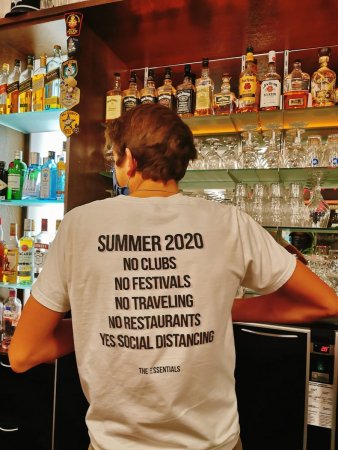 SUMMER 2020
NO CLUBS
NO FESTIVALS
NO TRAVELING
NO RESTAURANTS
YES SOCIAL DISTANCING
THE ESSENTIALS